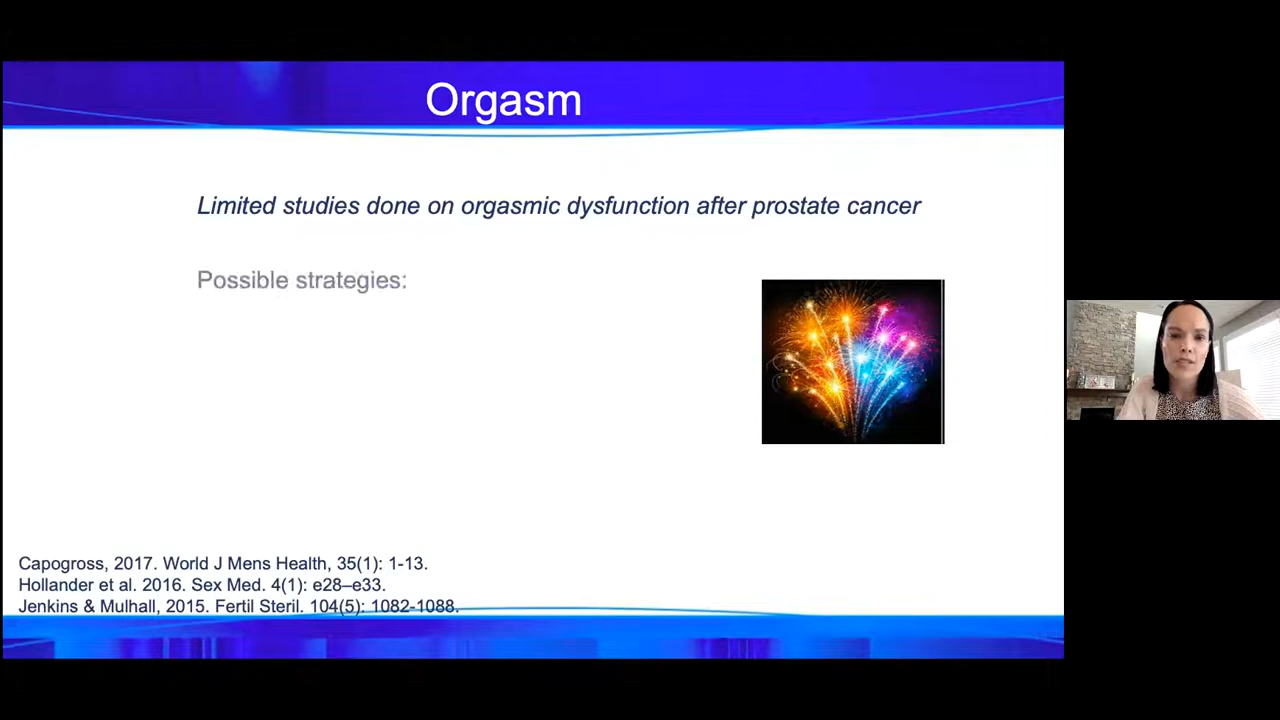 Orgasm
Limited studies done on orgasmic dysfunction after prostate cancer
Possible strategies:
Capogross, 2017. World J Mens Health, 35(1): 1-13.
Hollander et al. 2016. Sex Med. 4(1): e28–e33.
Jenkins & Mulhall, 2015. Fertil Steril. 104(5): 1082-1088.